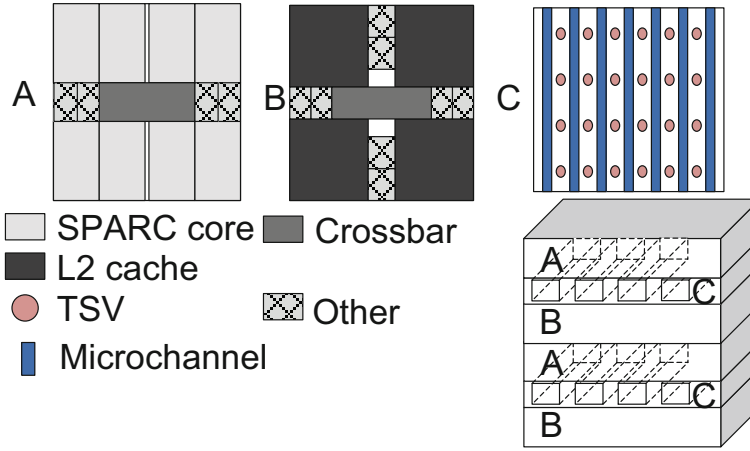 A
B
C
SPARC core
Crossbar
L2 cache
TSV
Other
Microchannel
A
C
B
A
C
B